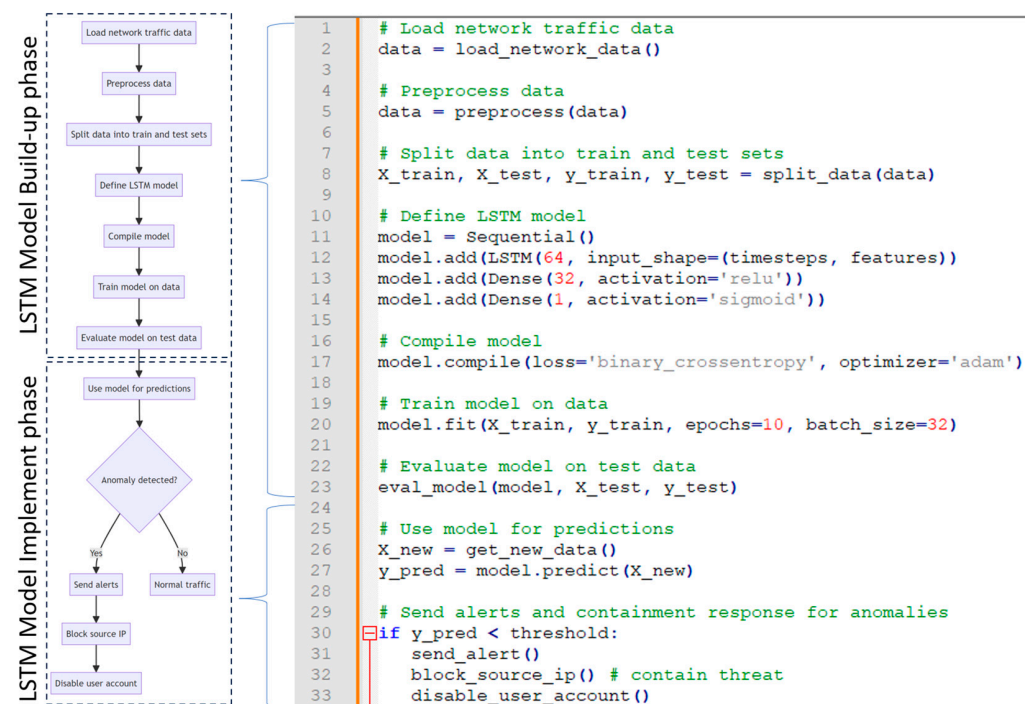 LSTM Model Build-up phase
Load network traffic data
Preprocess data
Split data into train and test sets
Define LSTM model
Compile model
Train model on data
Evaluate model on test data
LSTM Model Implement phase
Use model for predictions
Anomaly detected?
Yes
No
Send alerts
Normal traffic
Block source IP
Disable user account
1 # Load network traffic data
2 data = load_network_data()
3
4 # Preprocess data
5 data = preprocess(data)
6
7 # Split data into train and test sets
8 X_train, X_test, y_train, y_test = split_data(data)
9
10 # Define LSTM model
11 model = Sequential()
12 model.add(LSTM(64, input_shape=(timesteps, features))
13 model.add(Dense(32, activation='relu'))
14 model.add(Dense(1, activation='sigmoid'))
15
16 # Compile model
17 model.compile(loss='binary_crossentropy', optimizer='adam')
18
19 # Train model on data
20 model.fit(X_train, y_train, epochs=10, batch_size=32)
21
22 # Evaluate model on test data
23 eval_model(model, X_test, y_test)
24
25 # Use model for predictions
26 X_new = get_new_data()
27 y_pred = model.predict(X_new)
28
29 # Send alerts and containment response for anomalies
30 if y_pred < threshold:
31 send_alert()
32 block_source_ip() # contain threat
33 disable_user_account()